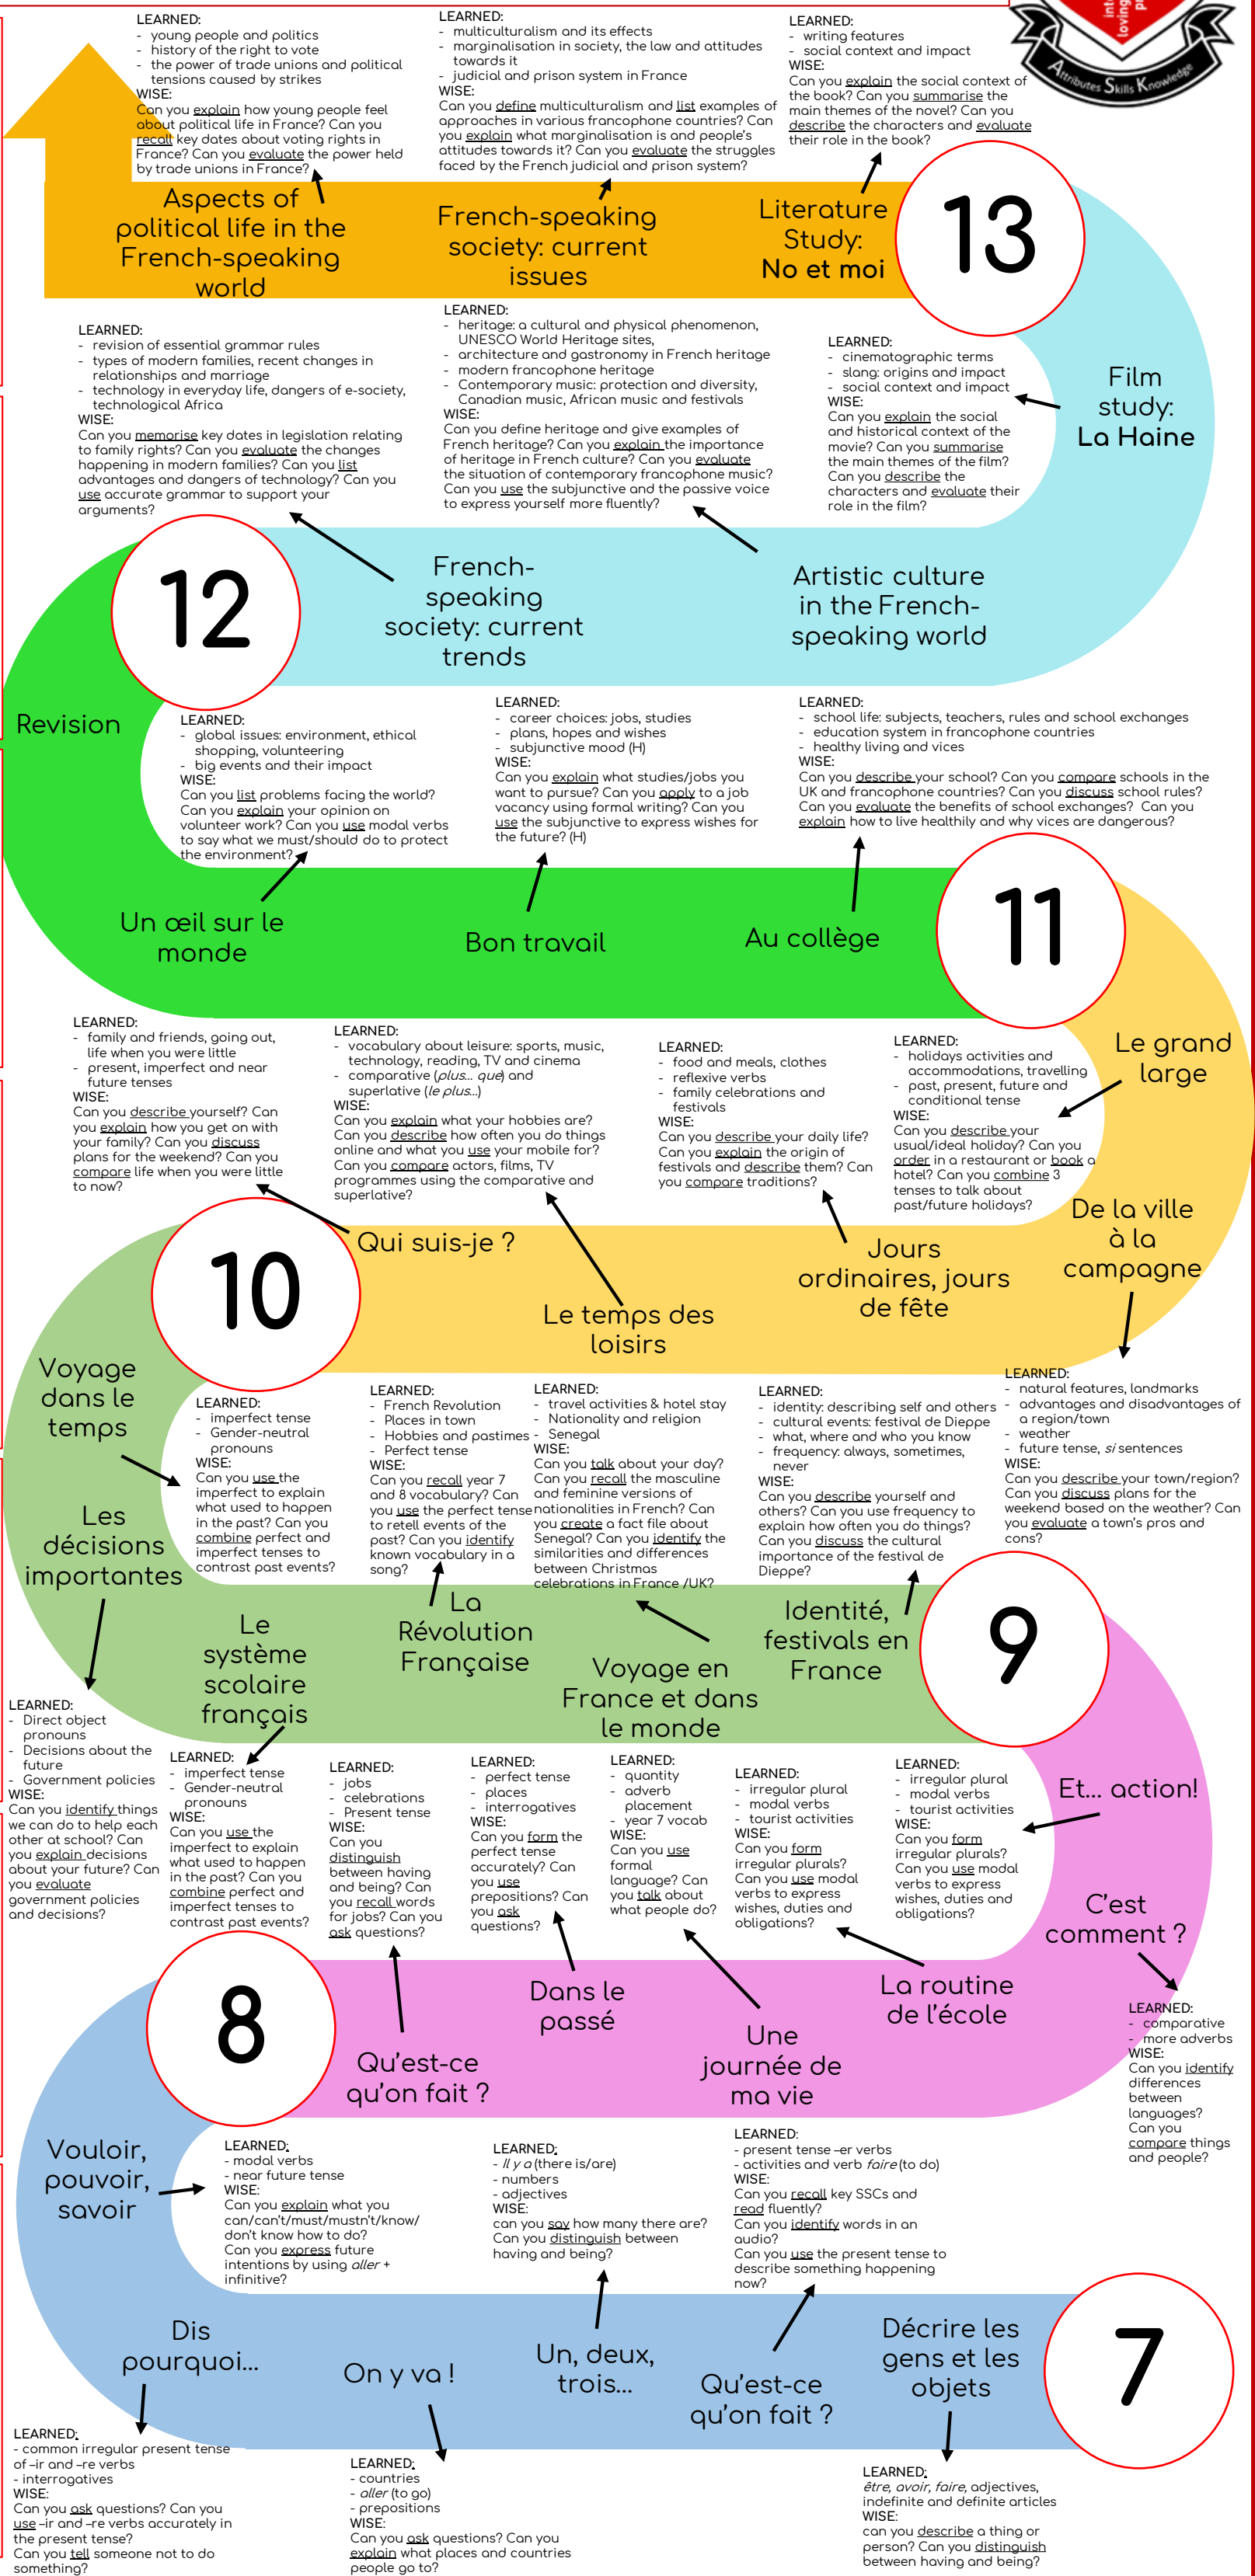 LEARNED:
- young people and politics
- history of the right to vote
- the power of trade unions and political
tensions caused by strikes
WISE:
Can you explain how young people feel
about political life in France? Can you
recall key dates about voting rights in
France? Can you evaluate the power held
by trade unions in France?
LEARNED:
- multiculturalism and its effects
- marginalisation in society, the law and attitudes
towards it
- judicial and prison system in France
WISE:
Can you define multiculturalism and list examples of
approaches in various francophone countries? Can
you explain what marginalisation is and people's
attitudes towards it? Can you evaluate the struggles
faced by the French judicial and prison system?
LEARNED:
- writing features
- social context and impact
WISE:
Can you explain the social context of
the book? Can you summarise the
main themes of the novel? Can you
describe the characters and evaluate
their role in the book?
Attributes Skills Knowledge
Aspects of
political life in the
French-speaking
world
French-speaking
society: current
issues
Literature
Study:
No et moi
13
LEARNED:
- revision of essential grammar rules
- types of modern families, recent changes in
relationships and marriage
- technology in everyday life, dangers of e-society,
technological Africa
WISE:
Can you memorise key dates in legislation relating
to family rights? Can you evaluate the changes
happening in modern families? Can you list
advantages and dangers of technology? Can you
use accurate grammar to support your
arguments?
LEARNED:
- heritage: a cultural and physical phenomenon,
UNESCO World Heritage sites,
- architecture and gastronomy in French heritage
- modern francophone heritage
- Contemporary music: protection and diversity,
Canadian music, African music and festivals
WISE:
Can you define heritage and give examples of
French heritage? Can you explain the importance
of heritage in French culture? Can you evaluate
the situation of contemporary francophone music?
Can you use the subjunctive and the passive voice
to express yourself more fluently?
LEARNED:
- cinematographic terms
- slang: origins and impact
- social context and impact
WISE:
Can you explain the social
and historical context of the
movie? Can you summarise
the main themes of the film?
Can you describe the
characters and evaluate their
role in the film?
Film
study:
La Haine
12
French-
speaking
society: current
trends
Artistic culture
in the French-
speaking world
Revision
LEARNED:
- global issues: environment, ethical
shopping, volunteering
- big events and their impact
WISE:
Can you list problems facing the world?
Can you explain your opinion on
volunteer work? Can you use modal verbs
to say what we must/should do to protect
the environment?
LEARNED:
- career choices: jobs, studies
- plans, hopes and wishes
- subjunctive mood (H)
WISE:
Can you explain what studies/jobs you
want to pursue? Can you apply to a job
vacancy using formal writing? Can you
use the subjunctive to express wishes for
the future? (H)
LEARNED:
- school life: subjects, teachers, rules and school exchanges
- education system in francophone countries
- healthy living and vices
WISE:
Can you describe your school? Can you compare schools in the
UK and francophone countries? Can you discuss school rules?
Can you evaluate the benefits of school exchanges? Can you
explain how to live healthily and why vices are dangerous?
Un œil sur le
monde
Bon travail
Au collège
11
LEARNED:
- family and friends, going out,
life when you were little
- present, imperfect and near
future tenses
WISE:
Can you describe yourself? Can
you explain how you get on with
your family? Can you discuss
plans for the weekend? Can you
compare life when you were little
to now?
LEARNED:
- vocabulary about leisure: sports, music,
technology, reading, TV and cinema
- comparative (plus... que) and
superlative (le plus...)
WISE:
Can you explain what your hobbies are?
Can you describe how often you do things
online and what you use your mobile for?
Can you compare actors, films, TV
programmes using the comparative and
superlative?
LEARNED:
- food and meals, clothes
- reflexive verbs
- family celebrations and
festivals
WISE:
Can you describe your daily life?
Can you explain the origin of
festivals and describe them? Can
you compare traditions?
LEARNED:
- holidays activities and
accommodations, travelling
- past, present, future and
conditional tense
WISE:
Can you describe your
usual/ideal holiday? Can you
order in a restaurant or book a
hotel? Can you combine 3
tenses to talk about
past/future holidays?
Le grand
large
10
Qui suis-je ?
Le temps des
loisirs
Jours
ordinaires, jours
de fête
De la ville
à la
campagne
Voyage
dans le
temps
Les
décisions
importantes
LEARNED:
- imperfect tense
- Gender-neutral
pronouns
WISE:
Can you use the
imperfect to explain
what used to happen
in the past? Can you
combine perfect and
imperfect tenses to
contrast past events?
LEARNED:
- French Revolution
- Places in town
- Hobbies and pastimes
- Perfect tense
WISE:
Can you recall year 7
and 8 vocabulary? Can
you use the perfect tense
to retell events of the
past? Can you identify
known vocabulary in a
song?
LEARNED:
- travel activities & hotel stay
- Nationality and religion
- Senegal
WISE:
Can you talk about your day?
Can you recall the masculine
and feminine versions of
nationalities in French? Can
you create a fact file about
Senegal? Can you identify the
similarities and differences
between Christmas
celebrations in France /UK?
LEARNED:
- identity: describing self and others
- cultural events: festival de Dieppe
- what, where and who you know
- frequency: always, sometimes,
never
WISE:
Can you describe yourself and
others? Can you use frequency to
explain how often you do things?
Can you discuss the cultural
importance of the festival de
Dieppe?
LEARNED:
- natural features, landmarks
- advantages and disadvantages of
a region/town
- weather
- future tense, si sentences
WISE:
Can you describe your town/region?
Can you discuss plans for the
weekend based on the weather? Can
you evaluate a town's pros and
cons?
Le
système
scolaire
français
La
Révolution
Française
Voyage en
France et dans
le monde
Identité,
festivals en
France
9
LEARNED:
- Direct object
pronouns
- Decisions about the
future
- Government policies
WISE:
Can you identify things
we can do to help each
other at school? Can
you explain decisions
about your future? Can
you evaluate
government policies
and decisions?
LEARNED:
- imperfect tense
- Gender-neutral
pronouns
WISE:
Can you use the
imperfect to explain
what used to happen
in the past? Can you
combine perfect and
imperfect tenses to
contrast past events?
LEARNED:
- jobs
- celebrations
- Present tense
WISE:
Can you
distinguish
between having
and being? Can
you recall words
for jobs? Can you
ask questions?
LEARNED:
- perfect tense
- places
- interrogatives
WISE:
Can you form the
perfect tense
accurately? Can
you use
prepositions? Can
you ask
questions?
LEARNED:
- quantity
- adverb
placement
- year 7 vocab
WISE:
Can you use
formal
language? Can
you talk about
what people do?
LEARNED:
- irregular plural
- modal verbs
- tourist activities
WISE:
Can you form
irregular plurals?
Can you use modal
verbs to express
wishes, duties and
obligations?
LEARNED:
- irregular plural
- modal verbs
- tourist activities
WISE:
Can you form
irregular plurals?
Can you use modal
verbs to express
wishes, duties and
obligations?
Et... action!
C'est
comment ?
8
Qu'est-ce
qu'on fait ?
Dans le
passé
Une
journée de
ma vie
La routine
de l'école
LEARNED:
- comparative
- more adverbs
WISE:
Can you identify
differences
between
languages?
Can you
compare things
and people?
Vouloir,
pouvoir,
savoir
LEARNED:
- modal verbs
- near future tense
WISE:
Can you explain what you
can/can't/must/mustn't/know/
don't know how to do?
Can you express future
intentions by using aller +
infinitive?
LEARNED:
- Il y a (there is/are)
- numbers
- adjectives
WISE:
can you say how many there are?
Can you distinguish between
having and being?
LEARNED:
- present tense –er verbs
- activities and verb faire (to do)
WISE:
Can you recall key SSCs and
read fluently?
Can you identify words in an
audio?
Can you use the present tense to
describe something happening
now?
Dis
pourquoi...
On y va !
Un, deux,
trois...
Qu'est-ce
qu'on fait ?
Décrire les
gens et les
objets
7
LEARNED:
- common irregular present tense
of –ir and –re verbs
- interrogatives
WISE:
Can you ask questions? Can you
use –ir and –re verbs accurately in
the present tense?
Can you tell someone not to do
something?
LEARNED:
- countries
- aller (to go)
- prepositions
WISE:
Can you ask questions? Can you
explain what places and countries
people go to?
LEARNED:
être, avoir, faire, adjectives,
indefinite and definite articles
WISE:
can you describe a thing or
person? Can you distinguish
between having and being?